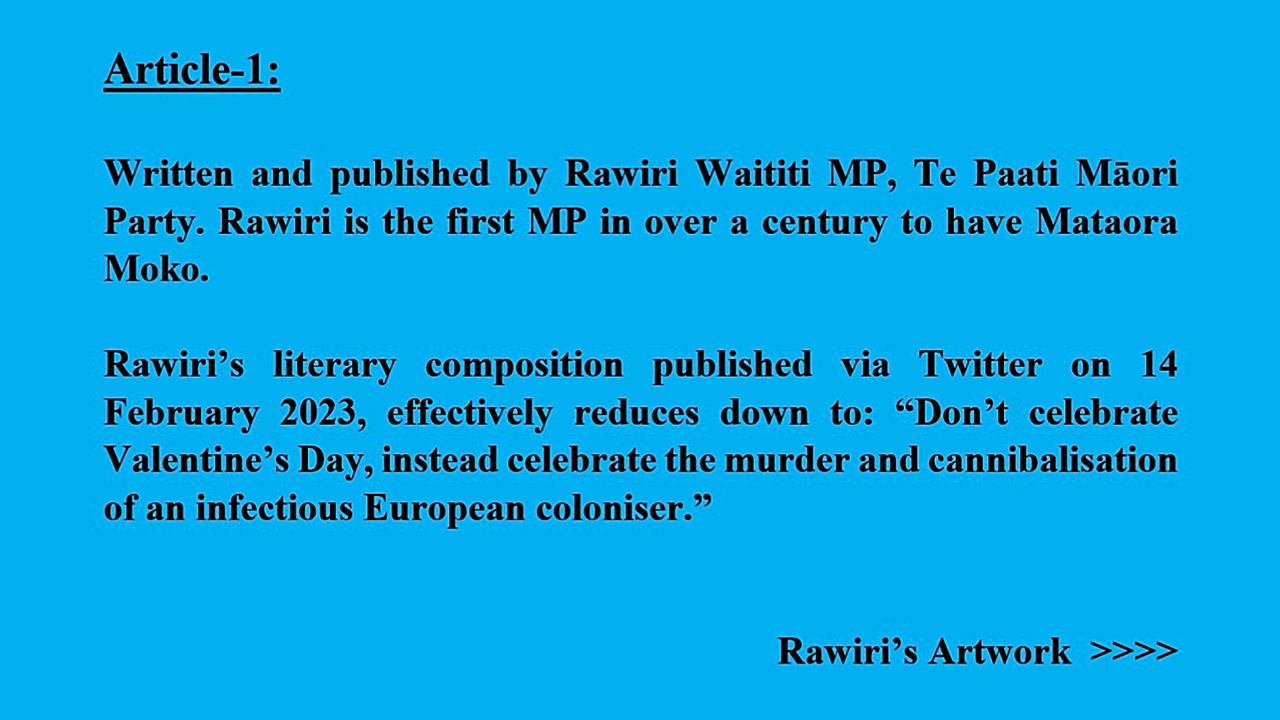 Article-1:
Written and published by Rawiri Waititi MP, Te Paati Māori
Party. Rawiri is the first MP in over a century to have Mataora
Moko.
Rawiri’s literary composition published via Twitter on 14
February 2023, effectively reduces down to: “Don’t celebrate
Valentine’s Day, instead celebrate the murder and cannibalisation
of an infectious European coloniser.”
Rawiri’s Artwork >>>>